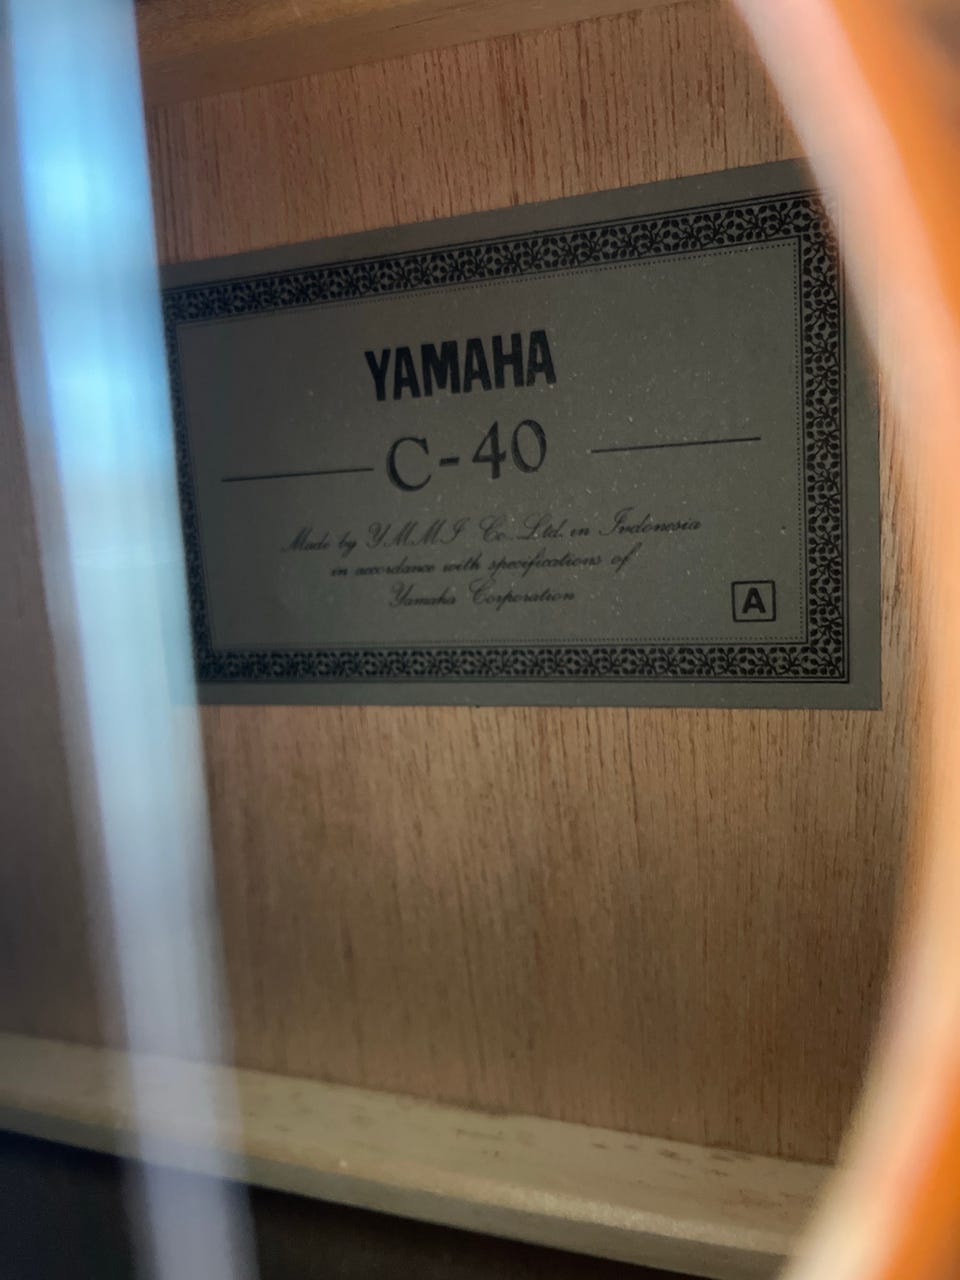 YAMAHA
C-40
Made by YMMI Co. Ltd. in Indonesia
in accordance with specifications of
Yamaha Corporation
A